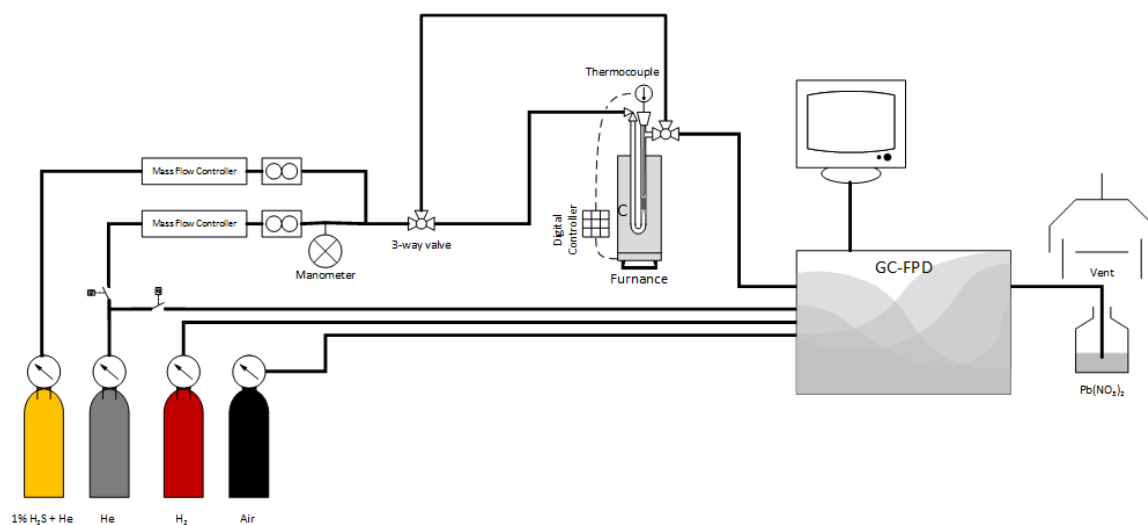 Thermocouple
Mass Flow Controller
Mass Flow Controller
3-way valve
Manometer
Digital
Controller
C
Furnance
GC-FPD
Vent
Pb(NO₃)₂
1% H₂S + He
He
H₂
Air